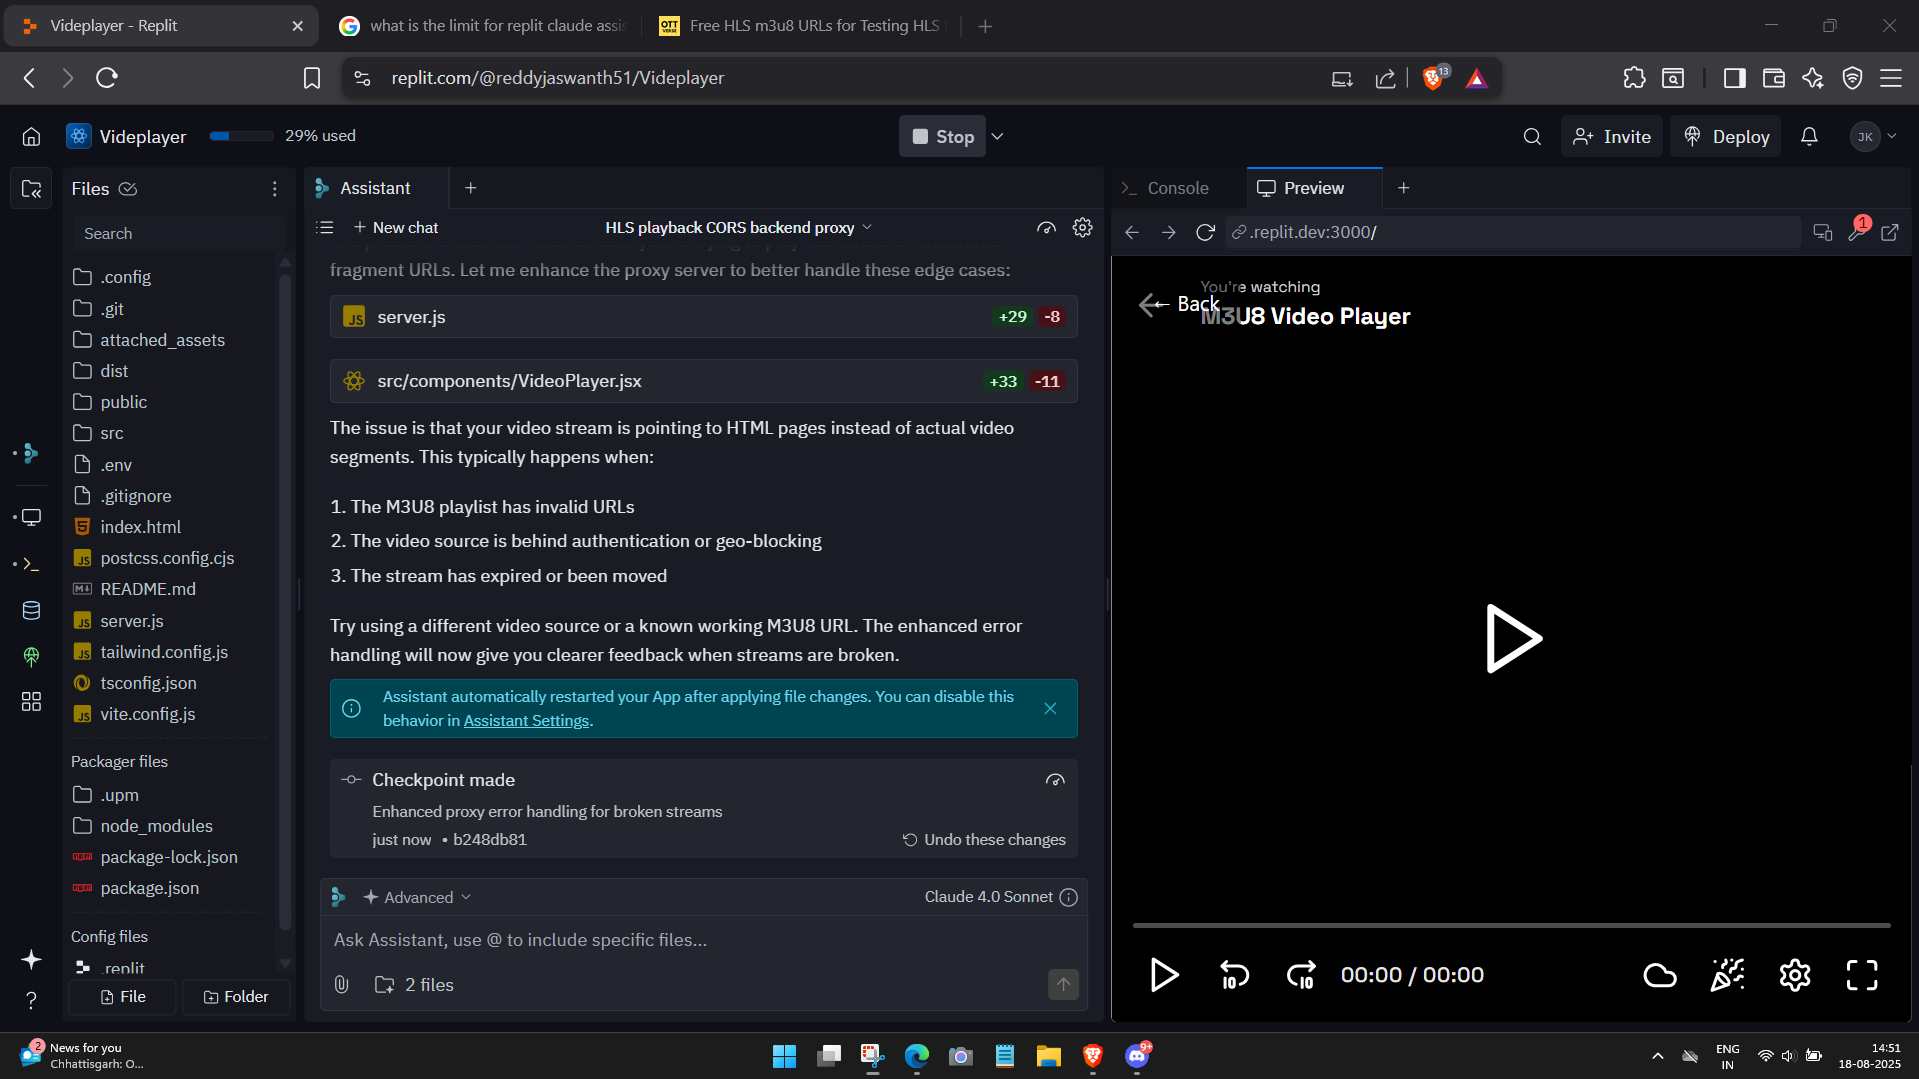 Videplayer - Replit
what is the limit for replit claude assis
Free HLS m3u8 URLs for Testing HLS
replit.com/@reddyjaswanth51/Videplayer
13
Videplayer
29% used
Stop
Invite
Deploy
JK
Files
Search
.config
.git
attached_assets
dist
public
src
.env
.gitignore
index.html
postcss.config.cjs
README.md
server.js
tailwind.config.js
tsconfig.json
vite.config.js
Packager files
.upm
node_modules
package-lock.json
package.json
Config files
.replit
File
Folder
Assistant
New chat
HLS playback CORS backend proxy
fragment URLs. Let me enhance the proxy server to better handle these edge cases:
server.js
+29 -8
src/components/VideoPlayer.jsx
+33 -11
The issue is that your video stream is pointing to HTML pages instead of actual video
segments. This typically happens when:
1. The M3U8 playlist has invalid URLs
2. The video source is behind authentication or geo-blocking
3. The stream has expired or been moved
Try using a different video source or a known working M3U8 URL. The enhanced error
handling will now give you clearer feedback when streams are broken.
Assistant automatically restarted your App after applying file changes. You can disable this
behavior in Assistant Settings.
Checkpoint made
Enhanced proxy error handling for broken streams
just now • b248db81
Undo these changes
Advanced
Claude 4.0 Sonnet
Ask Assistant, use @ to include specific files...
2 files
Console
Preview
.replit.dev:3000/
1
You're watching
← Back
M3U8 Video Player
10
10
00:00 / 00:00
2
News for you
Chhattisgarh: O...
9+
ENG
IN
14:51
18-08-2025